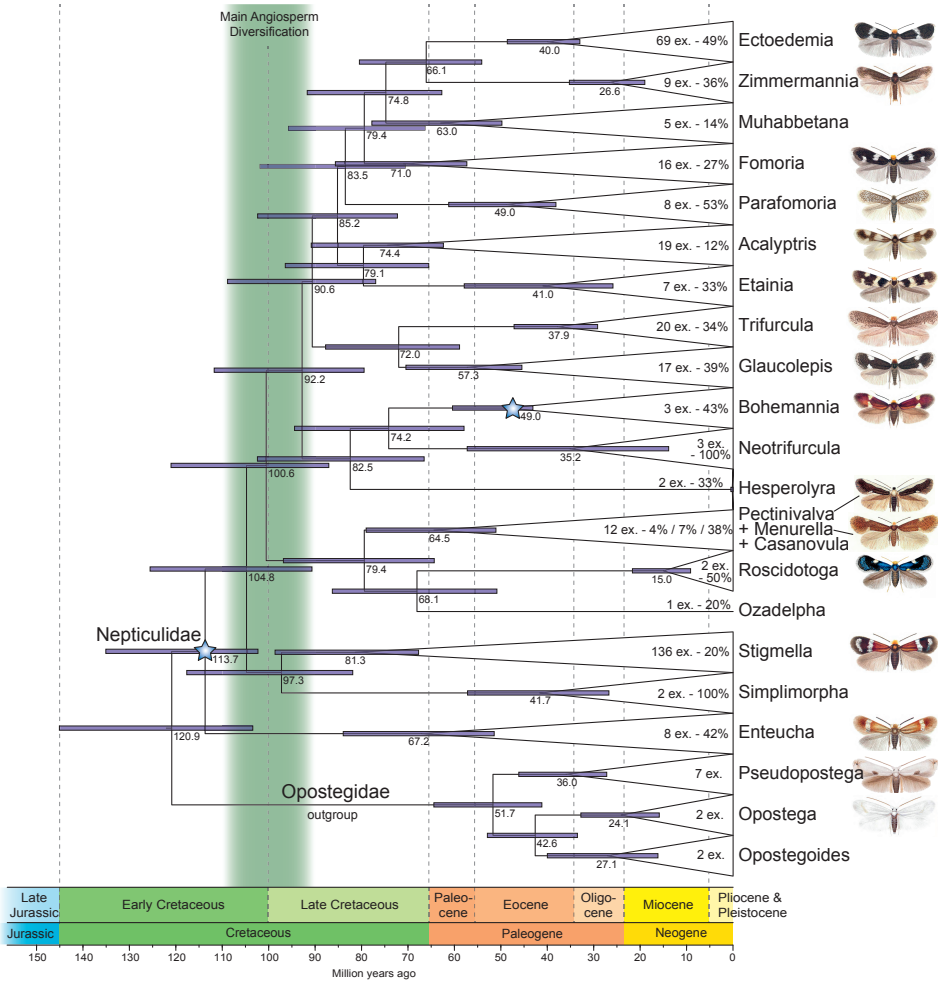 Main Angiosperm
Diversification
69 ex. - 49%
Ectoedemia
40.0
66.1
9 ex. - 36%
Zimmermannia
26.6
74.8
5 ex. - 14%
Muhabbetana
63.0
79.4
16 ex. - 27%
Fomoria
83.5
71.0
8 ex. - 53%
Parafomoria
49.0
85.2
19 ex. - 12%
Acalyptris
74.4
79.1
7 ex. - 33%
Etainia
90.6
41.0
20 ex. - 34%
Trifurcula
37.9
72.0
17 ex. - 39%
Glaucolepis
57.3
92.2
3 ex. - 43%
Bohemannia
49.0
74.2
3 ex.
- 100%
Neotrifurcula
35.2
82.5
100.6
2 ex. - 33%
Hesperolyra
Pectinivalva
12 ex. - 4% / 7% / 38%
+ Menurella
64.5
+ Casanovula
79.4
2 ex.
- 50%
Roscidotoga
104.8
15.0
68.1
1 ex. - 20%
Ozadelpha
Nepticulidae
136 ex. - 20%
Stigmella
113.7
81.3
97.3
2 ex. - 100%
Simplimorpha
41.7
8 ex. - 42%
Enteucha
120.9
67.2
7 ex.
Pseudopostega
36.0
Opostegidae
outgroup
51.7
2 ex.
Opostega
24.1
42.6
2 ex.
Opostegoides
27.1
Late
Jurassic
Early Cretaceous
Late Cretaceous
Paleo-
cene
Eocene
Oligo-
cene
Miocene
Pliocene &
Pleistocene
Jurassic
Cretaceous
Paleogene
Neogene
150 140 130 120 110 100 90 80 70 60 50 40 30 20 10 0
Million years ago